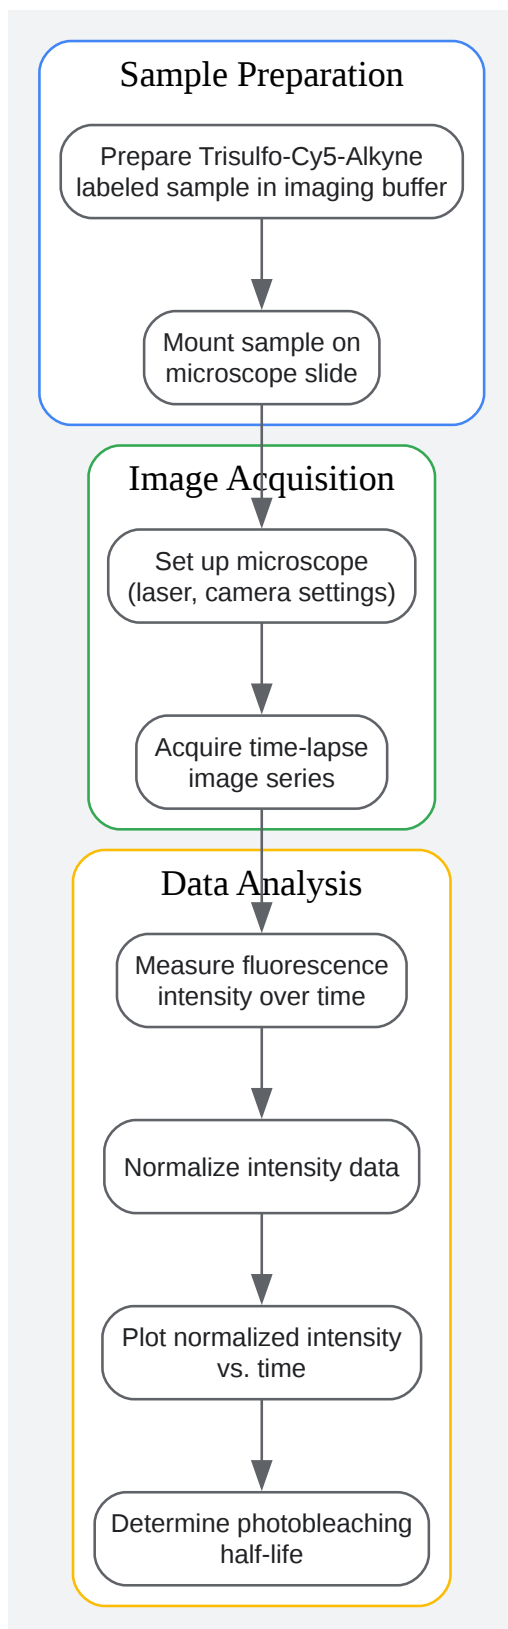 Sample Preparation
Prepare Trisulfo-Cy5-Alkyne
labeled sample in imaging buffer
Mount sample on
microscope slide
Image Acquisition
Set up microscope
(laser, camera settings)
Acquire time-lapse
image series
Data Analysis
Measure fluorescence
intensity over time
Normalize intensity data
Plot normalized intensity
vs. time
Determine photobleaching
half-life